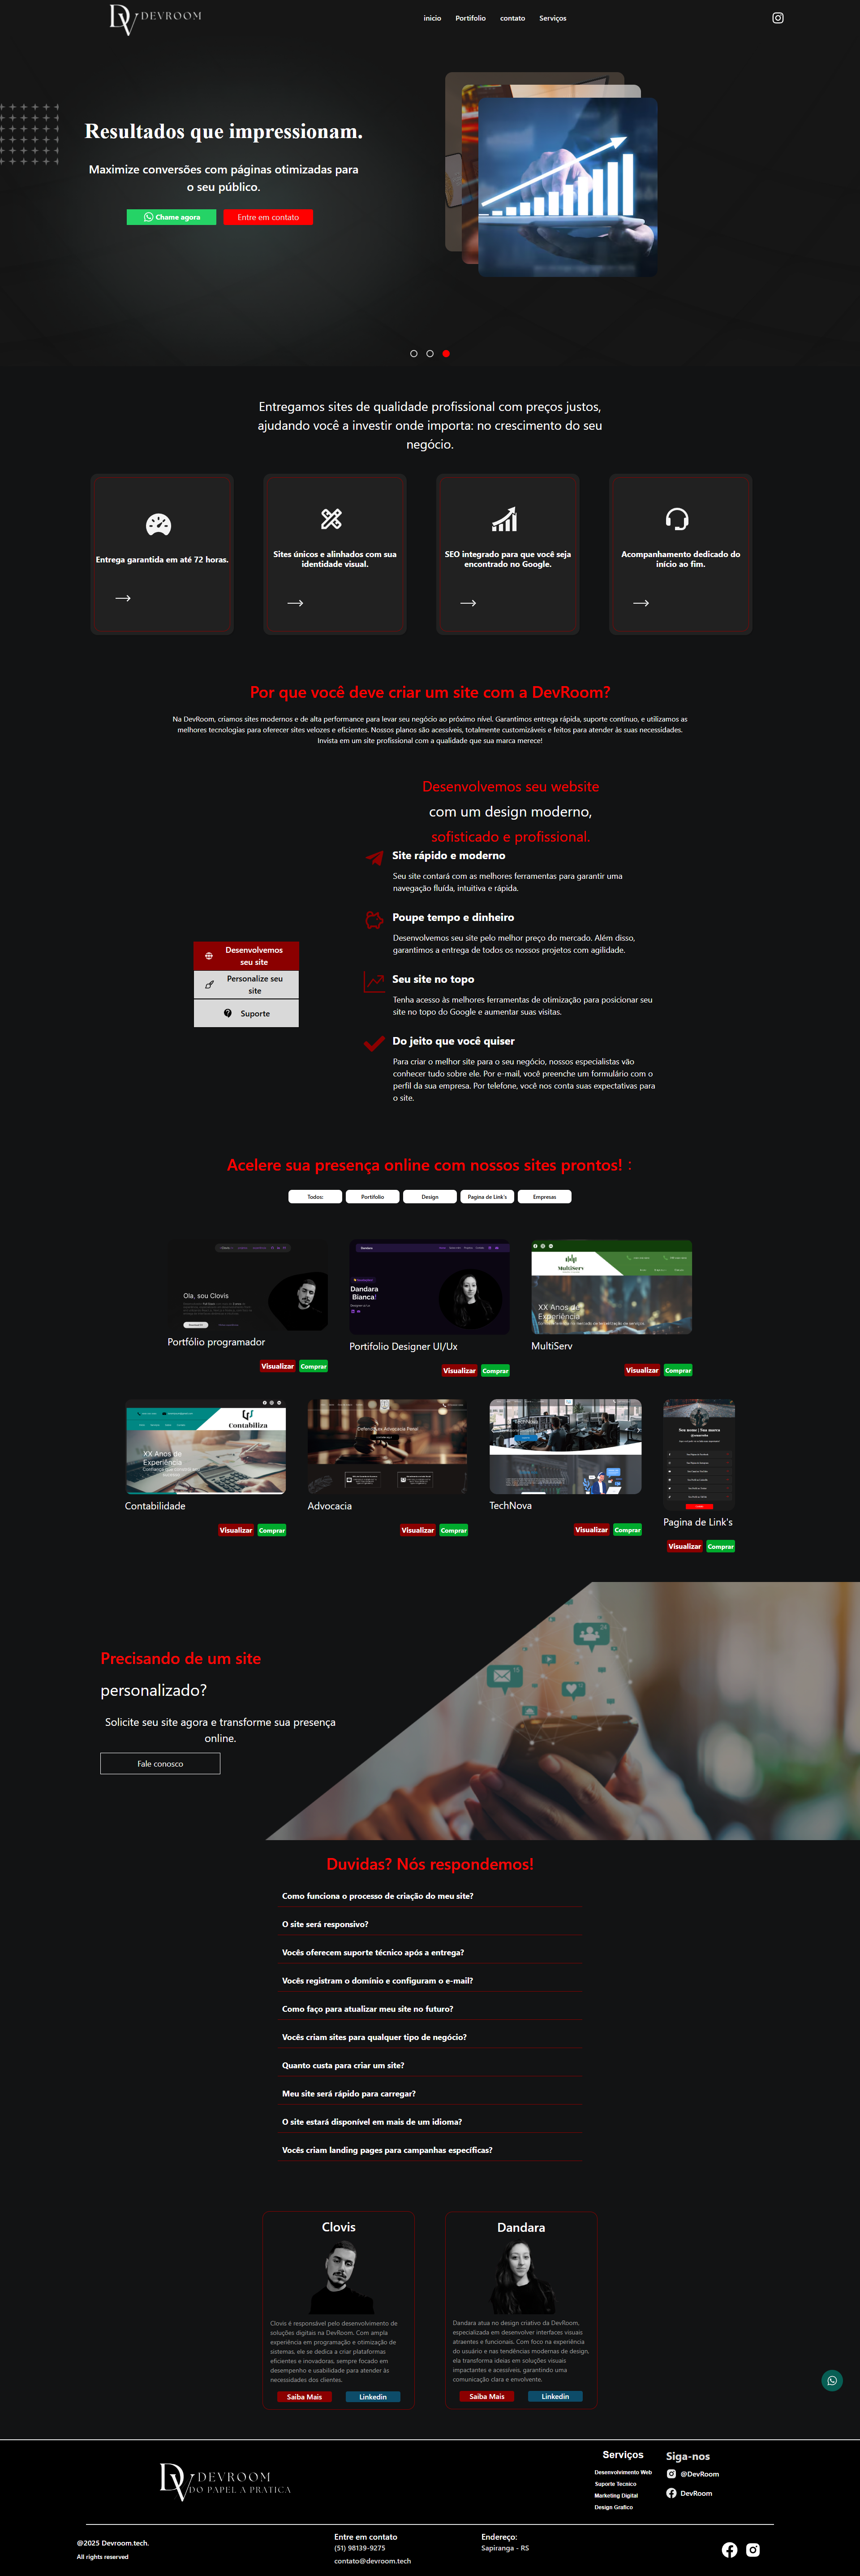 DV DEVROOM
inicio Portifolio contato Serviços
Resultados que impressionam.
Maximize conversões com páginas otimizadas para
o seu público.
Chame agora Entre em contato
Entregamos sites de qualidade profissional com preços justos,
ajudando você a investir onde importa: no crescimento do seu
negócio.
Entrega garantida em até 72 horas.
Sites únicos e alinhados com sua
identidade visual.
SEO integrado para que você seja
encontrado no Google.
Acompanhamento dedicado do
início ao fim.
Por que você deve criar um site com a DevRoom?
Na DevRoom, criamos sites modernos e de alta performance para levar seu negócio ao próximo nível. Garantimos entrega rápida, suporte contínuo, e utilizamos as
melhores tecnologias para oferecer sites velozes e eficientes. Nossos planos são acessíveis, totalmente customizáveis e feitos para atender às suas necessidades.
Invista em um site profissional com a qualidade que sua marca merece!
Desenvolvemos seu website
com um design moderno,
sofisticado e profissional.
Desenvolvemos
seu site
Personalize seu
site
Suporte
Site rápido e moderno
Seu site contará com as melhores ferramentas para garantir uma
navegação fluída, intuitiva e rápida.
Poupe tempo e dinheiro
Desenvolvemos seu site pelo melhor preço do mercado. Além disso,
garantimos a entrega de todos os nossos projetos com agilidade.
Seu site no topo
Tenha acesso às melhores ferramentas de otimização para posicionar seu
site no topo do Google e aumentar suas visitas.
Do jeito que você quiser
Para criar o melhor site para o seu negócio, nossos especialistas vão
conhecer tudo sobre ele. Por e-mail, você preenche um formulário com o
perfil da sua empresa. Por telefone, você nos conta suas expectativas para
o site.
Acelere sua presença online com nossos sites prontos! :
Todos: Portifolio Design Pagina de Link's Empresas
Ola, sou Clovis
Portfólio programador
Visualizar Comprar
Dandara
Bianca
Portifolio Designer UI/Ux
Visualizar Comprar
MultiServ
XX Anos de
Experiência
MultiServ
Visualizar Comprar
Contabiliza
XX Anos de
Experiência
Contabilidade
Visualizar Comprar
Advocacia
Visualizar Comprar
TechNova
Visualizar Comprar
Seu nome | Sua marca
Pagina de Link's
Visualizar Comprar
Precisando de um site
personalizado?
Solicite seu site agora e transforme sua presença
online.
Fale conosco
Duvidas? Nós respondemos!
Como funciona o processo de criação do meu site?
O site será responsivo?
Vocês oferecem suporte técnico após a entrega?
Vocês registram o domínio e configuram o e-mail?
Como faço para atualizar meu site no futuro?
Vocês criam sites para qualquer tipo de negócio?
Quanto custa para criar um site?
Meu site será rápido para carregar?
O site estará disponível em mais de um idioma?
Vocês criam landing pages para campanhas específicas?
Clovis
Clovis é responsável pelo desenvolvimento de
soluções digitais na DevRoom. Com ampla
experiência em programação e otimização de
sistemas, ele se dedica a criar plataformas
eficientes e inovadoras, sempre focado em
desempenho e usabilidade para atender às
necessidades dos clientes.
Saiba Mais Linkedin
Dandara
Dandara atua no design criativo da DevRoom,
especializada em desenvolver interfaces visuais
atraentes e funcionais. Com foco na experiência
do usuário e nas tendências modernas de design,
ela transforma ideias em soluções visuais
impactantes e acessíveis, garantindo uma
comunicação clara e envolvente.
Saiba Mais Linkedin
DV DEVROOM
DO PAPEL A PRATICA
Serviços
Desenvolvimento Web
Suporte Tecnico
Marketing Digital
Design Grafico
Siga-nos
@DevRoom
DevRoom
@2025 Devroom.tech.
All rights reserved
Entre em contato
(51) 98139-9275
contato@devroom.tech
Endereço:
Sapiranga - RS